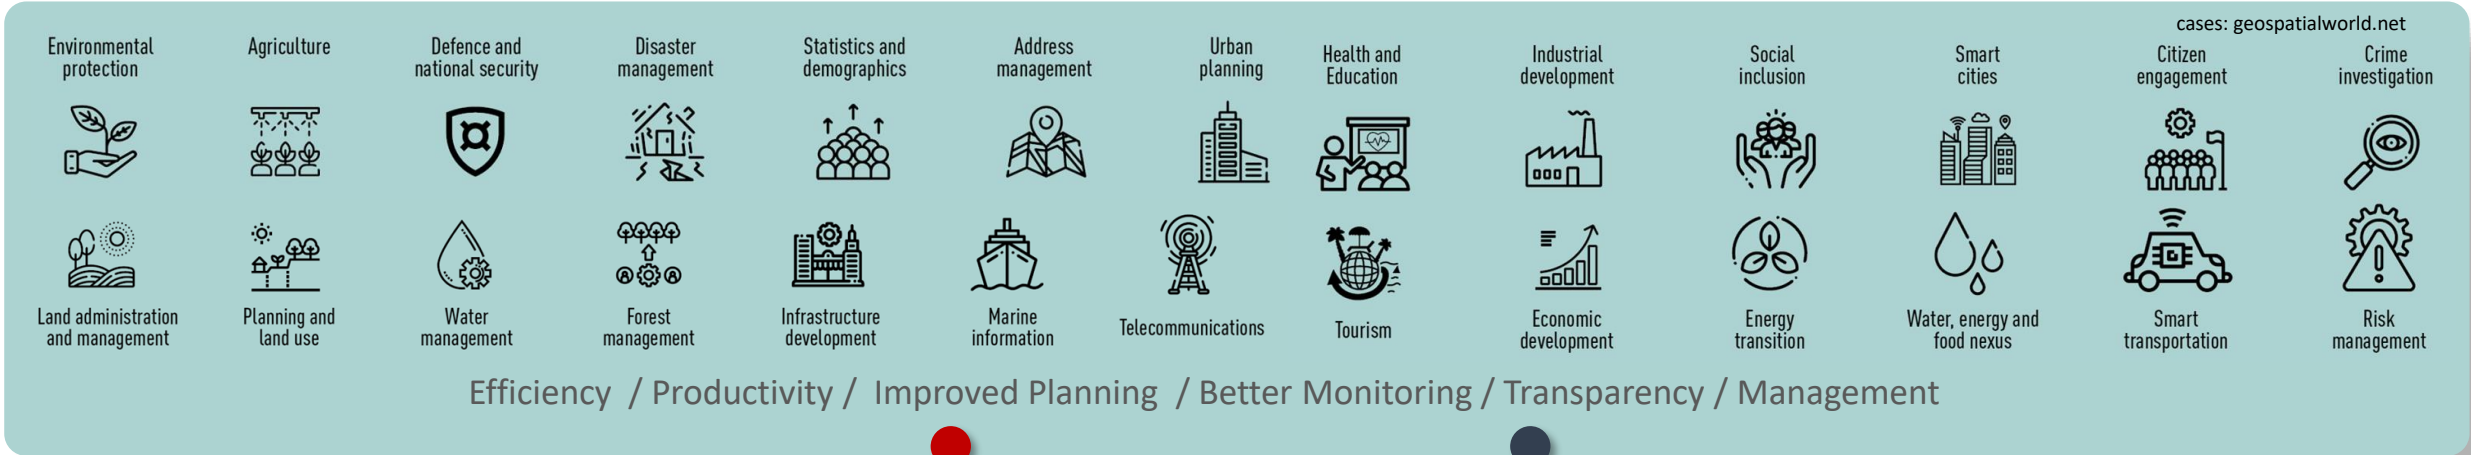 cases: geospatialworld.net
Environmental
protection
Agriculture
Defence and
national security
Disaster
management
Statistics and
demographics
Address
management
Urban
planning
Health and
Education
Industrial
development
Social
inclusion
Smart
cities
Citizen
engagement
Crime
investigation
Land administration
and management
Planning and
land use
Water
management
Forest
management
Infrastructure
development
Marine
information
Telecommunications
Tourism
Economic
development
Energy
transition
Water, energy and
food nexus
Smart
transportation
Risk
management
Efficiency / Productivity / Improved Planning / Better Monitoring / Transparency / Management